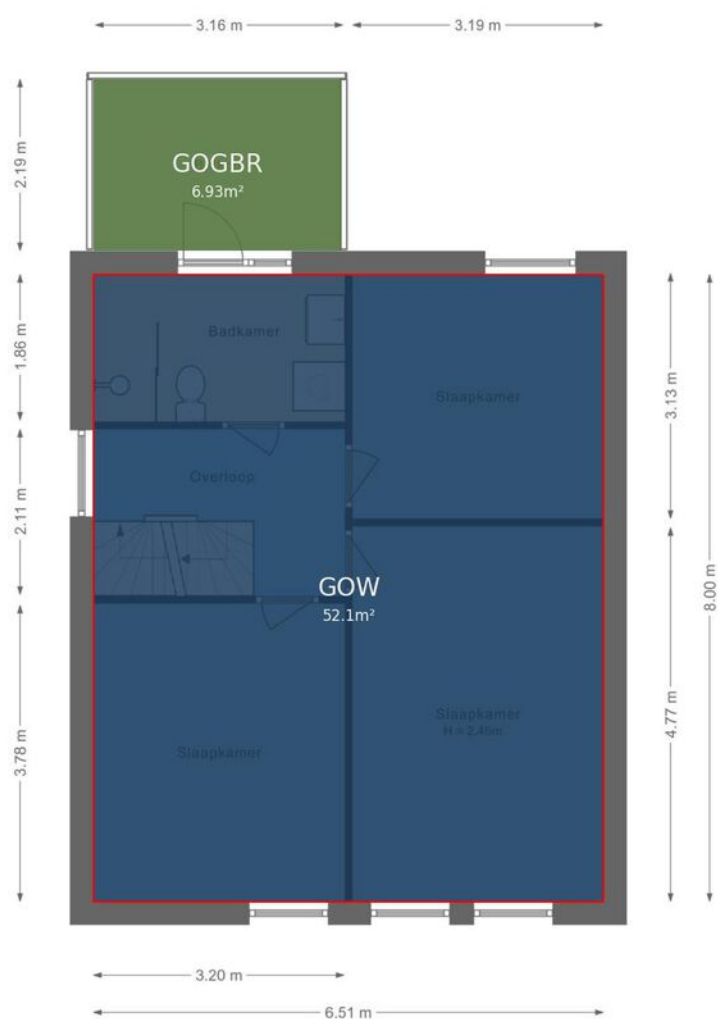 3.16 m
3.19 m
2.19 m
GOGBR
6.93m²
1.86 m
Badkamer
3.13 m
Slaapkamer
2.11 m
Overloop
GOW
52.1m²
8.00 m
3.78 m
4.77 m
Slaapkamer
H = 2.46m
Slaapkamer
3.20 m
6.51 m